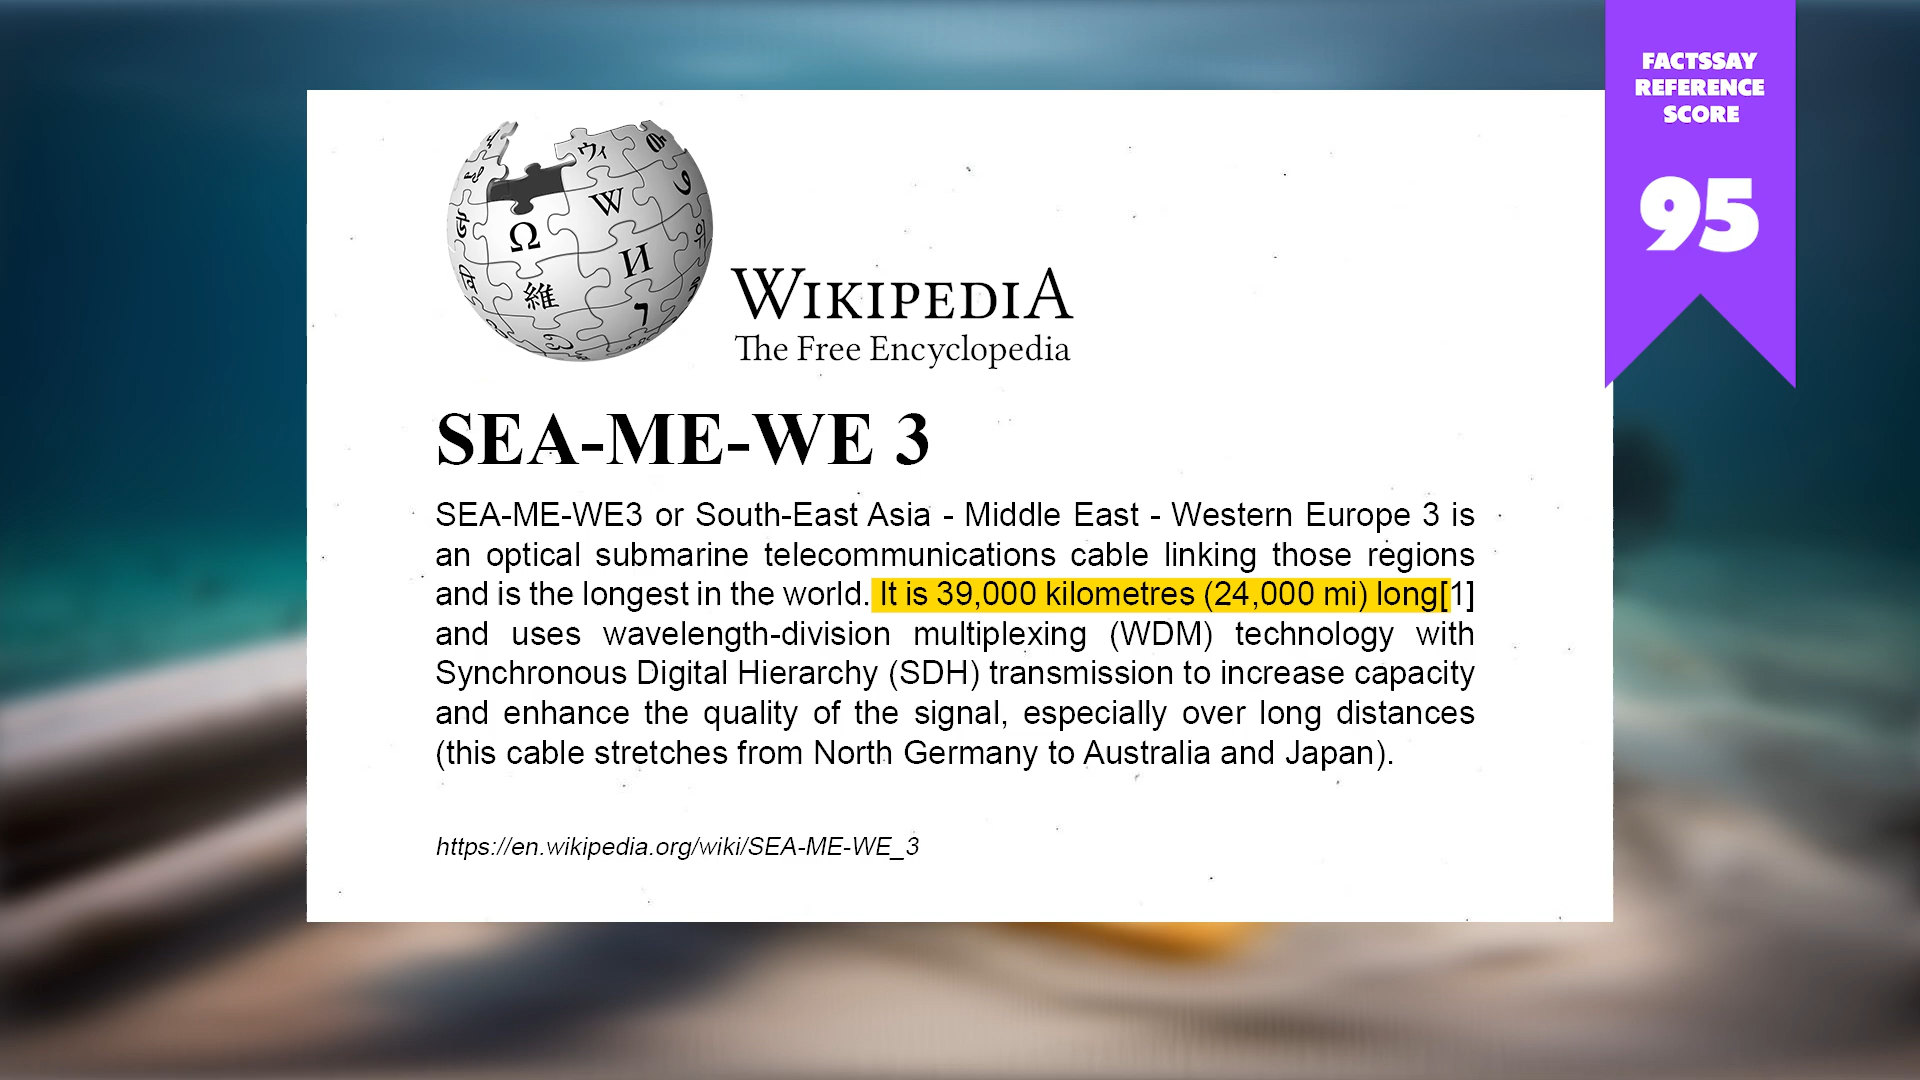 FACTSSAY
REFERENCE
SCORE
95
WIKIPEDIA
The Free Encyclopedia
SEA-ME-WE 3
SEA-ME-WE3 or South-East Asia - Middle East - Western Europe 3 is
an optical submarine telecommunications cable linking those regions
and is the longest in the world. It is 39,000 kilometres (24,000 mi) long[1]
and uses wavelength-division multiplexing (WDM) technology with
Synchronous Digital Hierarchy (SDH) transmission to increase capacity
and enhance the quality of the signal, especially over long distances
(this cable stretches from North Germany to Australia and Japan).
https://en.wikipedia.org/wiki/SEA-ME-WE_3